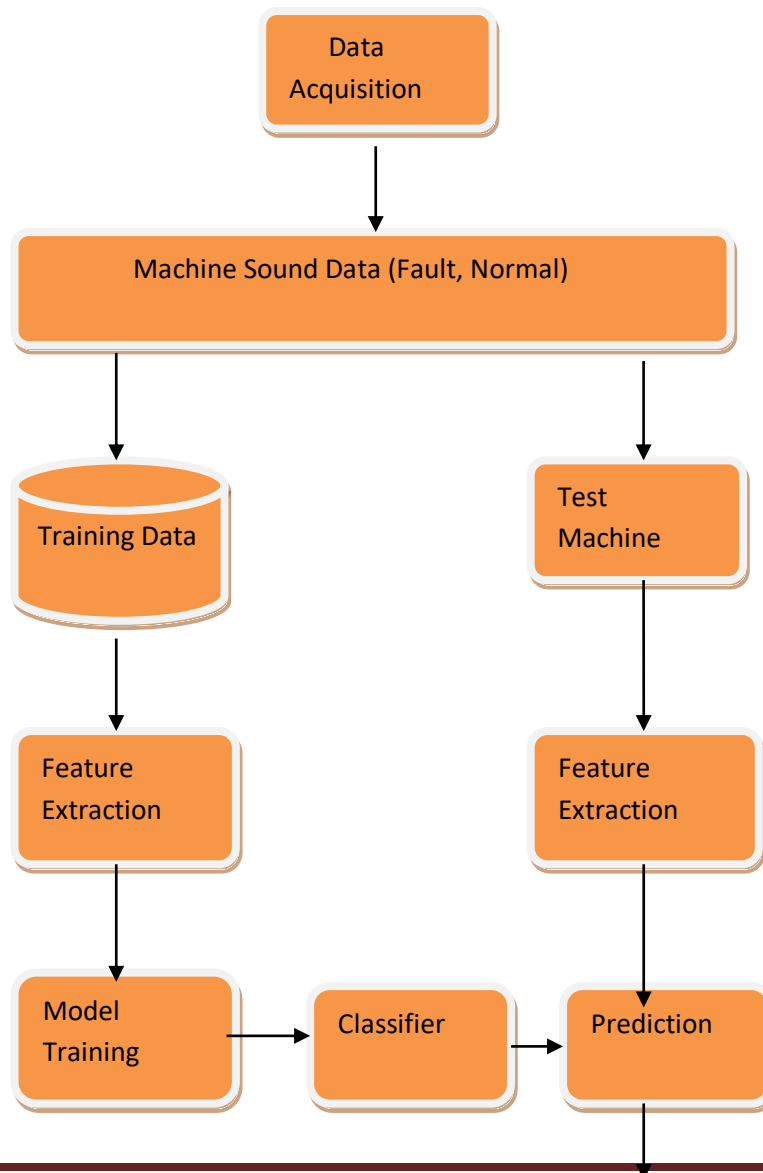 Data
Acquisition
Machine Sound Data (Fault, Normal)
Training Data
Test
Machine
Feature
Extraction
Feature
Extraction
Model
Training
Classifier
Prediction